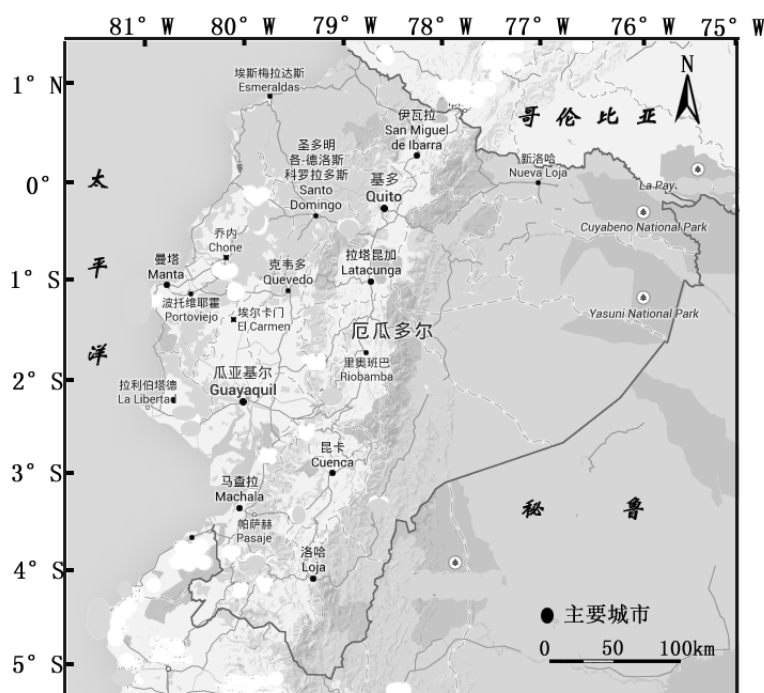 81° W
80° W
79° W
78° W
77° W
76° W
75° W
1° N
0°
1° S
2° S
3° S
4° S
5° S
N
太
平
洋
哥伦比亚
埃斯梅拉达斯
Esmeraldas
伊瓦拉
San Miguel
de Ibarra
圣多明
各-德洛斯
科罗拉多斯
Santo
Domingo
基多
Quito
新洛哈
Nueva Loja
La Pay
Cuyabeno National Park
乔内
Chone
曼塔
Manta
克韦多
Quevedo
拉塔昆加
Latacunga
波托维耶霍
Portoviejo
埃尔卡门
El Carmen
Yasuni National Park
厄瓜多尔
里奥班巴
Riobamba
拉利伯塔德
La Liberta
瓜亚基尔
Guayaquil
昆卡
Cuenca
马查拉
Machala
帕萨赫
Pasaje
秘鲁
洛哈
Loja
主要城市
0 50 100km